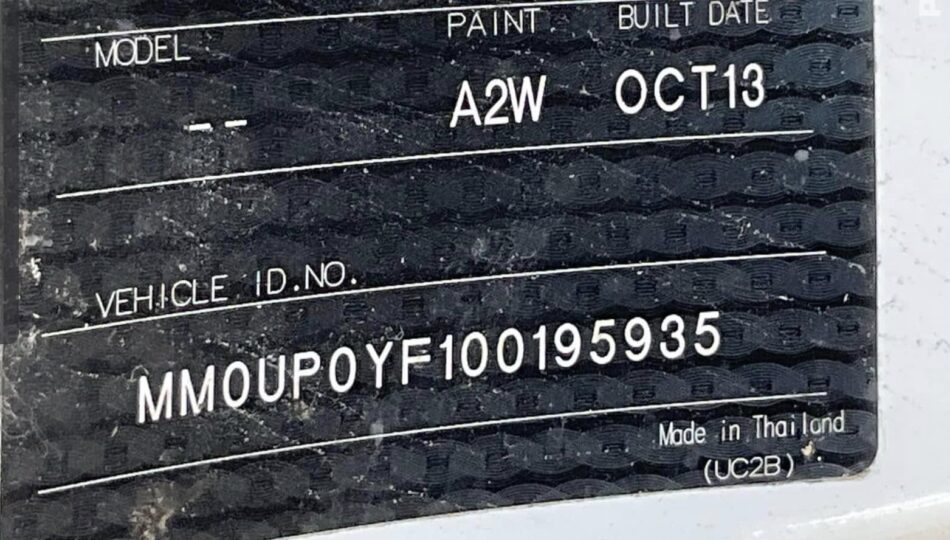 MODEL PAINT BUILT DATE
-- A2W OCT13
VEHICLE ID.NO.
MM0UP0YF100195935
Made in Thailand
(UC2B)